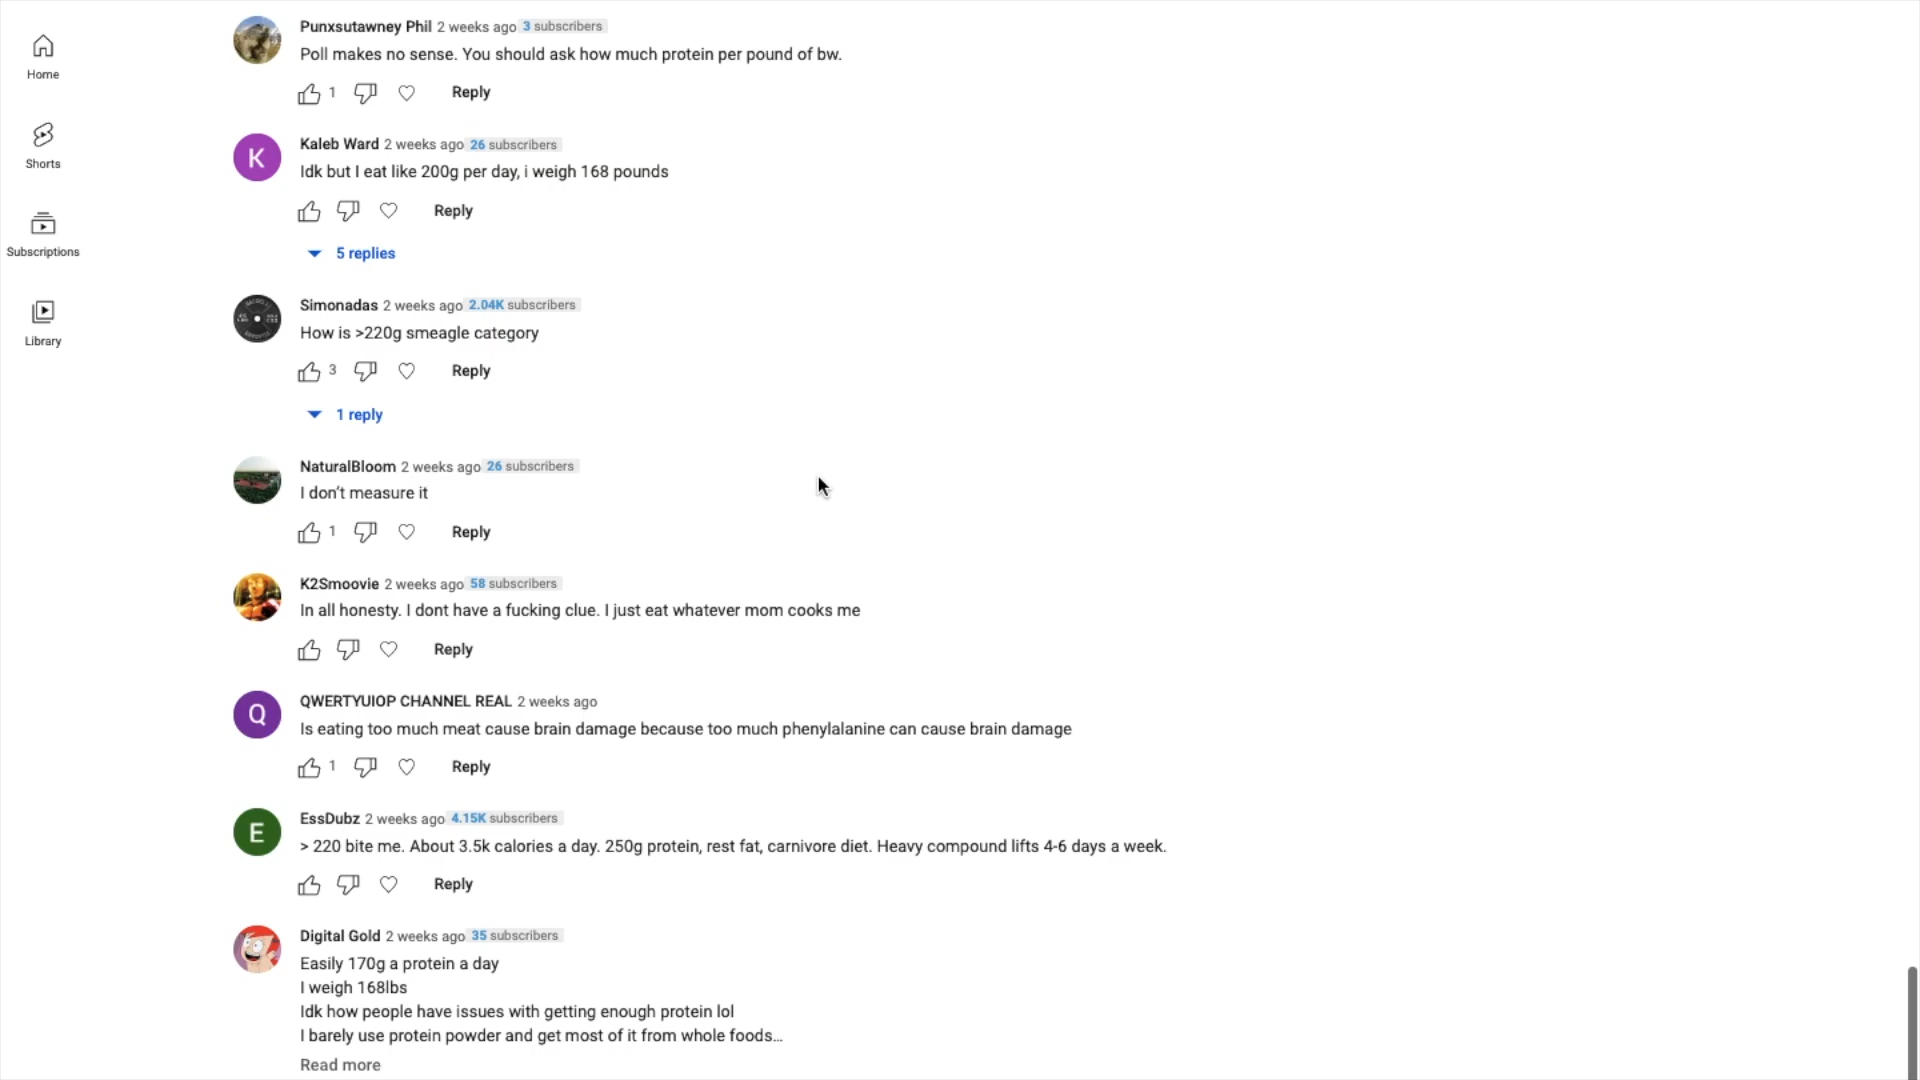 Home
Shorts
Subscriptions
Library
Punxsutawney Phil 2 weeks ago 3 subscribers
Poll makes no sense. You should ask how much protein per pound of bw.
1 Reply
K
Kaleb Ward 2 weeks ago 26 subscribers
Idk but I eat like 200g per day, i weigh 168 pounds
Reply
5 replies
Simonadas 2 weeks ago 2.04K subscribers
How is >220g smeagle category
3 Reply
1 reply
NaturalBloom 2 weeks ago 26 subscribers
I don't measure it
1 Reply
K2Smoovie 2 weeks ago 58 subscribers
In all honesty. I dont have a fucking clue. I just eat whatever mom cooks me
Reply
Q
QWERTYUIOP CHANNEL REAL 2 weeks ago
Is eating too much meat cause brain damage because too much phenylalanine can cause brain damage
1 Reply
E
EssDubz 2 weeks ago 4.15K subscribers
> 220 bite me. About 3.5k calories a day. 250g protein, rest fat, carnivore diet. Heavy compound lifts 4-6 days a week.
Reply
Digital Gold 2 weeks ago 35 subscribers
Easily 170g a protein a day
I weigh 168lbs
Idk how people have issues with getting enough protein lol
I barely use protein powder and get most of it from whole foods...
Read more